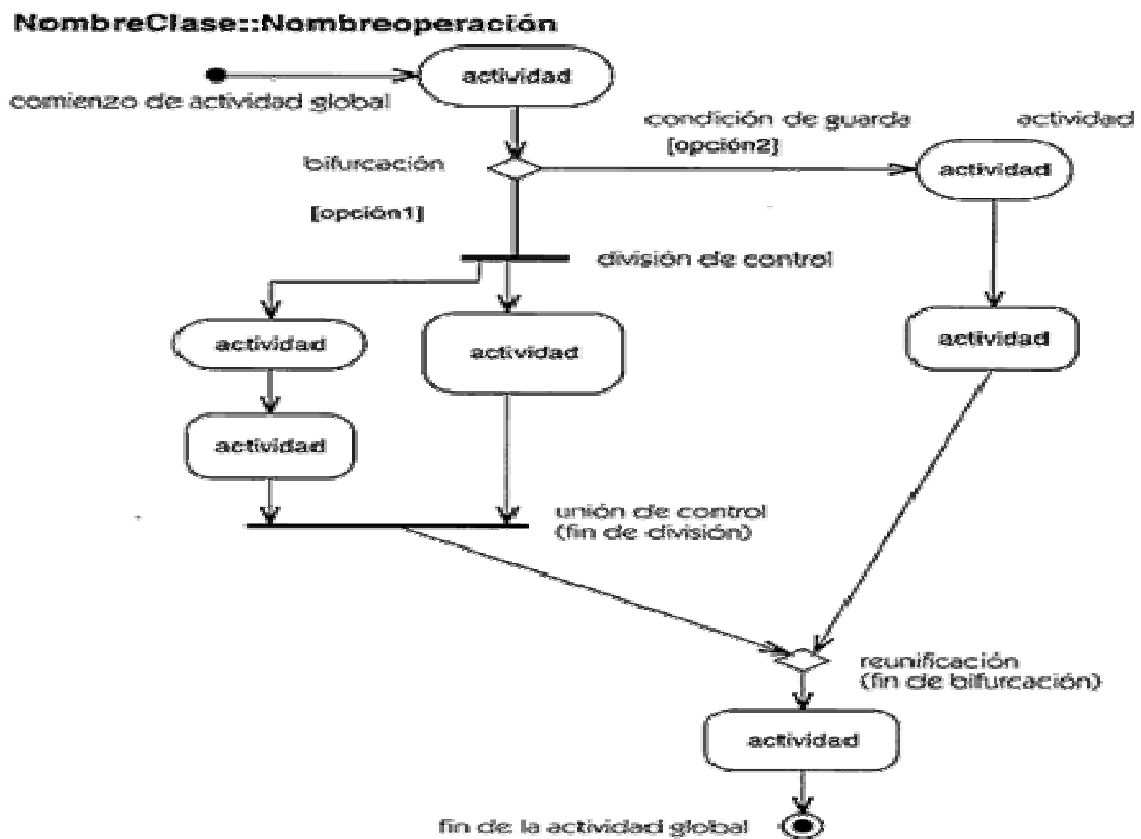 NombreClase::Nombreoperación
actividad
comienzo de actividad global
condición de guarda
actividad
[opción2]
bifurcación
actividad
[opción1]
división de control
actividad
actividad
actividad
actividad
unión de control
(fin de división)
reunificación
(fin de bifurcación)
actividad
fin de la actividad global